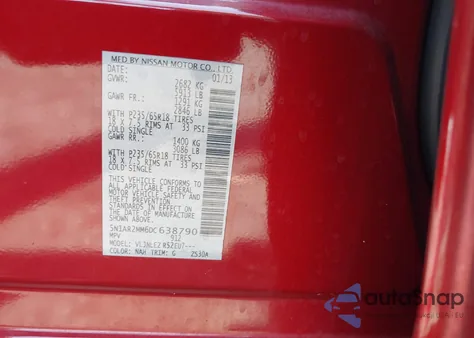 MFD BY NISSAN MOTOR CO., LTD.
DATE: 01/13
GVWR: 2682 KG
5913 LB
GAWR FR: 1291 KG
2846 LB
WITH P235/65R18 TIRES
18 X 7.5 RIMS AT 33 PSI
COLD SINGLE
GAWR RR: 1400 KG
3086 LB
WITH P235/65R18 TIRES
18 X 7.5 RIMS AT 33 PSI
COLD SINGLE
THIS VEHICLE CONFORMS TO
ALL APPLICABLE FEDERAL
MOTOR VEHICLE SAFETY
AND THEFT PREVENTION
STANDARDS IN EFFECT ON
THE DATE OF MANUFACTURE
SHOWN ABOVE.
5N1AR2NM6DC638790
MPV 912
MODEL:
COLOR: NAH TRIM: G 2S30A
autoSnap